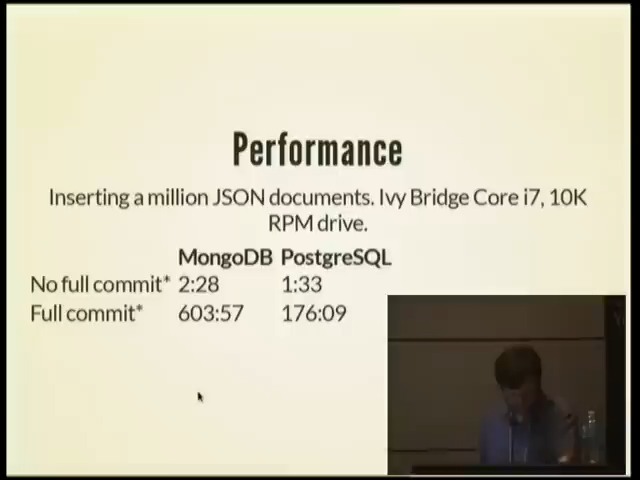 Performance
Inserting a million JSON documents. Ivy Bridge Core i7, 10K
RPM drive.
MongoDB PostgreSQL
No full commit* 2:28 1:33
Full commit* 603:57 176:09